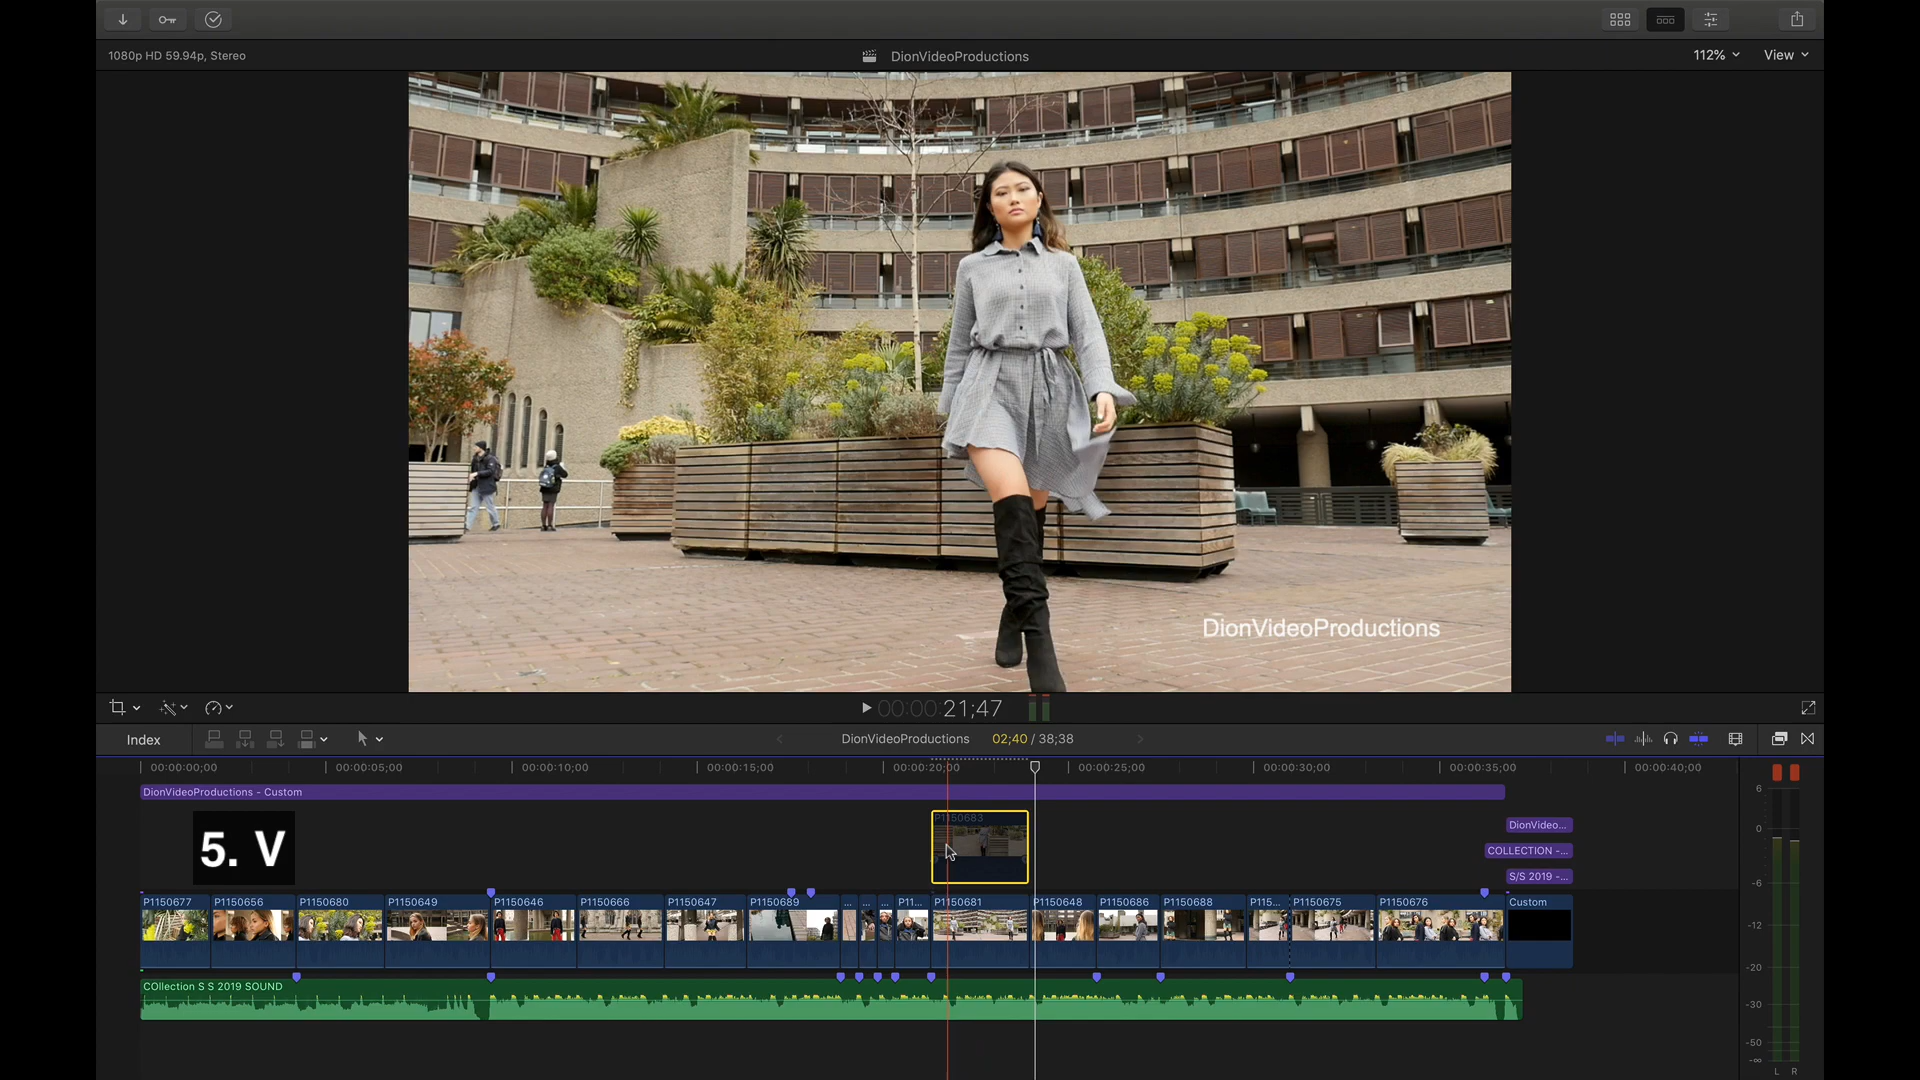 1080p HD 59.94p, Stereo
DionVideoProductions
112%
View
DionVideoProductions
00:00:00:21;47
Index
DionVideoProductions
02;40 / 38;38
00:00:00;00
00:00:05;00
00:00:10;00
00:00:15;00
00:00:20;00
00:00:25;00
00:00:30;00
00:00:35;00
00:00:40;00
DionVideoProductions - Custom
P1150683
DionVideo...
COLLECTION -...
S/S 2019 -...
5. V
P1150677
P1150656
P1150680
P1150649
P1150646
P1150666
P1150647
P1150689
...
...
...
P11...
P1150681
P1150648
P1150686
P1150688
P115...
P1150675
P1150676
Custom
COllection S S 2019 SOUND
6
0
-6
-12
-20
-30
-50
-∞
L R